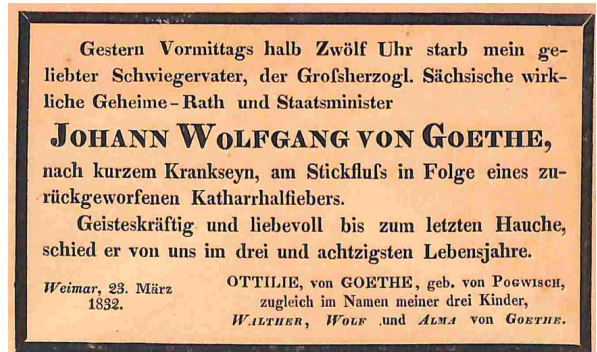 Gestern Vormittags halb Zwölf Uhr starb mein ge-
liebter Schwiegervater, der Groſsherzogl. Sächsische wirk-
liche Geheime-Rath und Staatsminister
JOHANN WOLFGANG VON GOETHE,
nach kurzem Krankseyn, am Stickfluſs in Folge eines zu-
rückgeworfenen Katharrhalfiebers.
Geisteskräftig und liebevoll bis zum letzten Hauche,
schied er von uns im drei und achtzigsten Lebensjahre.
Weimar, 23. März
1832.
OTTILIE, von GOETHE, geb. von POGWISCH,
zugleich im Namen meiner drei Kinder,
WALTHER, WOLF und ALMA von GOETHE.